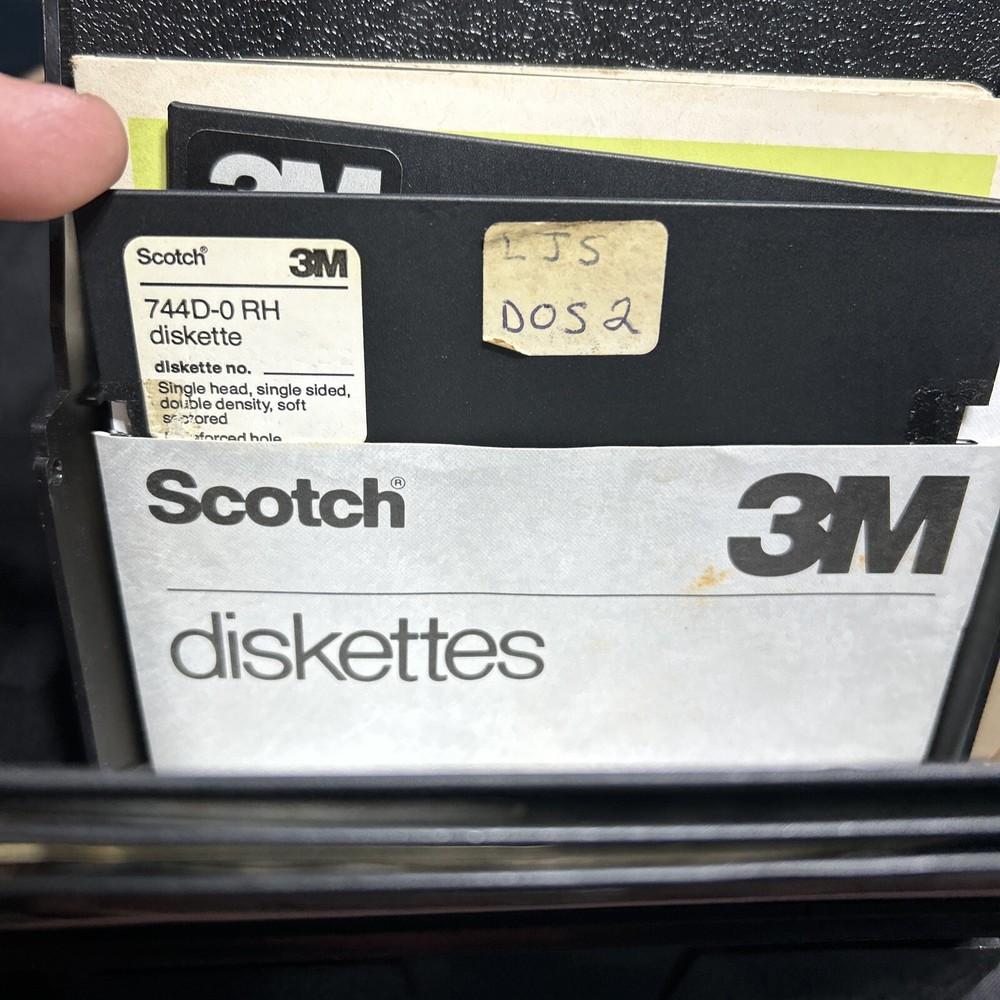 3M
Scotch® 3M
744D-0 RH
diskette
diskette no.
Single head, single sided,
double density, soft
sectored
hole
LJS
DOS 2
Scotch® 3M
diskettes